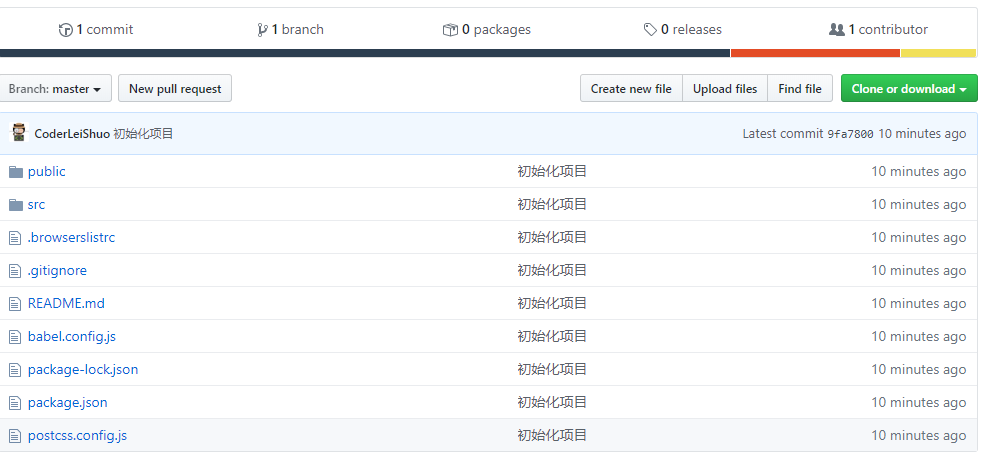 1 commit 1 branch 0 packages 0 releases 1 contributor
Branch: master New pull request Create new file Upload files Find file Clone or download
CoderLeiShuo 初始化项目 Latest commit 9fa7800 10 minutes ago
public 初始化项目 10 minutes ago
src 初始化项目 10 minutes ago
.browserslistrc 初始化项目 10 minutes ago
.gitignore 初始化项目 10 minutes ago
README.md 初始化项目 10 minutes ago
babel.config.js 初始化项目 10 minutes ago
package-lock.json 初始化项目 10 minutes ago
package.json 初始化项目 10 minutes ago
postcss.config.js 初始化项目 10 minutes ago